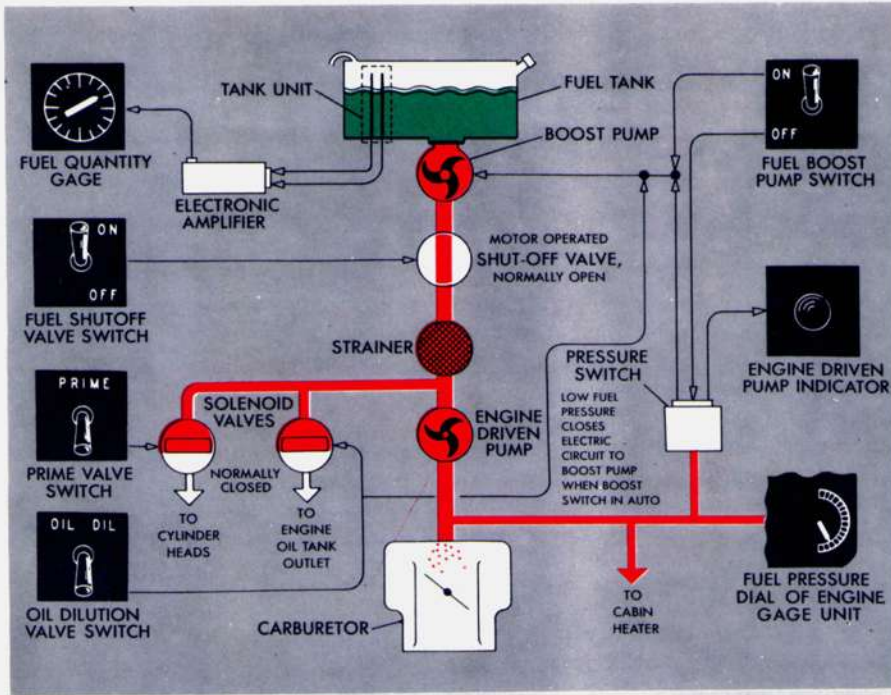 TANK UNIT
FUEL TANK
BOOST PUMP
FUEL QUANTITY
GAGE
ELECTRONIC
AMPLIFIER
ON
OFF
FUEL BOOST
PUMP SWITCH
ON
OFF
FUEL SHUTOFF
VALVE SWITCH
MOTOR OPERATED
SHUT-OFF VALVE,
NORMALLY OPEN
STRAINER
PRESSURE
SWITCH
LOW FUEL
PRESSURE
CLOSES
ELECTRIC
CIRCUIT TO
BOOST PUMP
WHEN BOOST
SWITCH IN AUTO
ENGINE DRIVEN
PUMP INDICATOR
PRIME
PRIME VALVE
SWITCH
SOLENOID
VALVES
NORMALLY
CLOSED
TO
CYLINDER
HEADS
TO
ENGINE
OIL TANK
OUTLET
ENGINE
DRIVEN
PUMP
OIL DIL
OIL DILUTION
VALVE SWITCH
CARBURETOR
TO
CABIN
HEATER
FUEL PRESSURE
DIAL OF ENGINE
GAGE UNIT